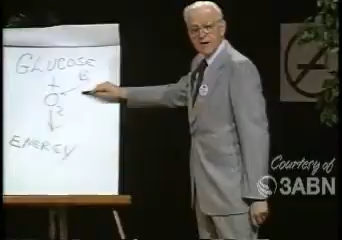 GLUCOSE
+ B
O2
ENERGY
Courtesy of
3ABN